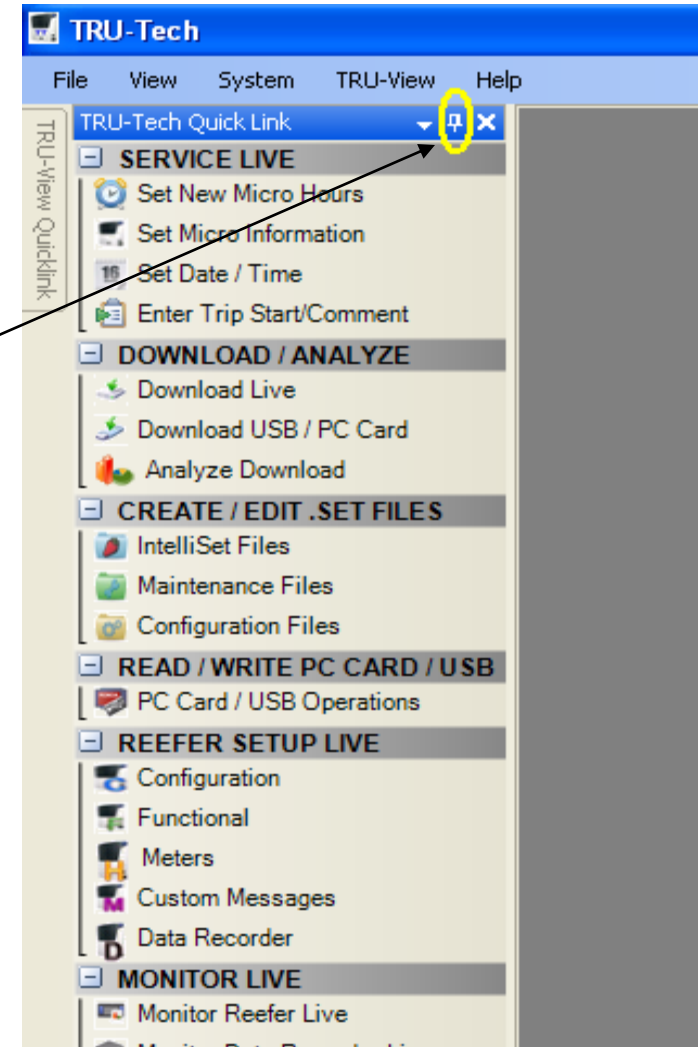 TRU-Tech
File View System TRU-View Help
TRU-View Quicklink
TRU-Tech Quick Link
SERVICE LIVE
Set New Micro Hours
Set Micro Information
16 Set Date / Time
Enter Trip Start/Comment
DOWNLOAD / ANALYZE
Download Live
Download USB / PC Card
Analyze Download
CREATE / EDIT .SET FILES
IntelliSet Files
Maintenance Files
Configuration Files
READ / WRITE PC CARD / USB
PC Card / USB Operations
REEFER SETUP LIVE
Configuration
Functional
Meters
Custom Messages
Data Recorder
MONITOR LIVE
Monitor Reefer Live